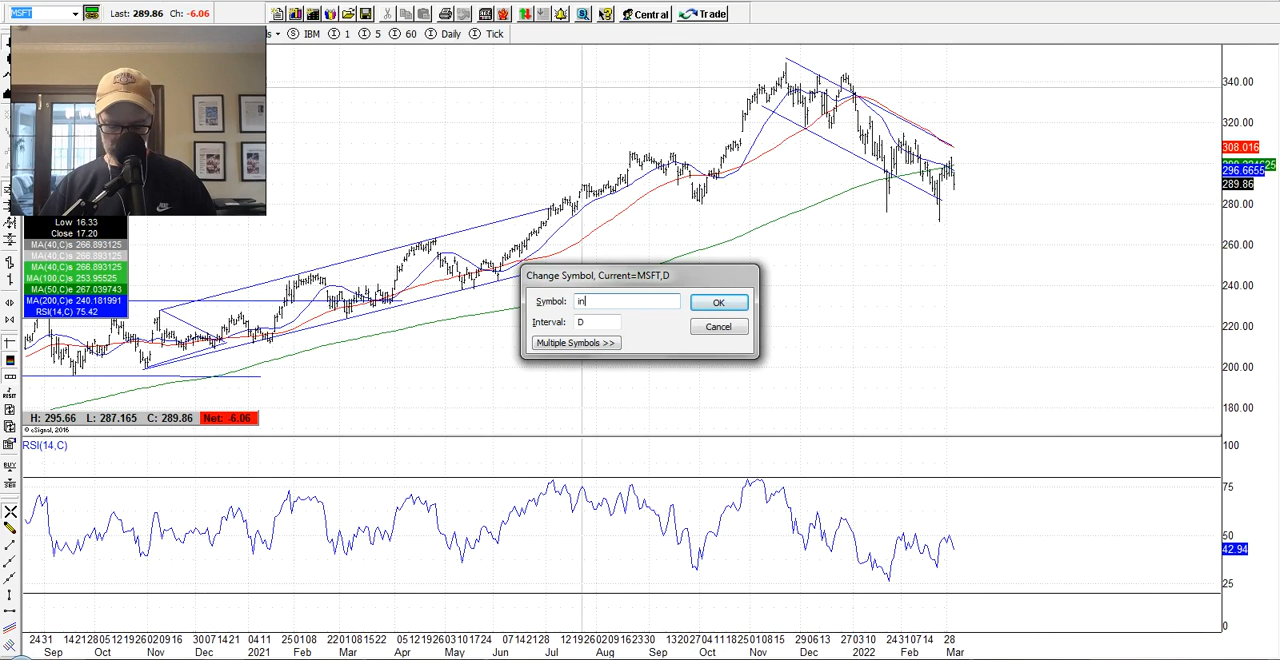 MSFT Last: 289.86 Ch: -6.06 Central Trade
IBM 1 5 60 Daily Tick
340.00
320.00
308.016
296.6655
289.86
280.00
260.00
240.00
220.00
200.00
180.00
Low 16.33
Close 17.20
MA(40,C)s 266.893125
MA(40,C)s 266.893125
MA(40,C)s 266.893125
MA(100,C)s 253.95525
MA(50,C)e 267.039743
MA(200,C)e 240.181991
RSI(14,C) 75.42
Change Symbol, Current=MSFT,D
Symbol: in OK
Interval: D Cancel
Multiple Symbols >>
H: 295.66 L: 287.165 C: 289.86 Net: -6.06
© eSignal, 2016
RSI(14,C)
100
75
50
42.94
25
0
Sep Oct Nov Dec 2021 Feb Mar Apr May Jun Jul Aug Sep Oct Nov Dec 2022 Feb Mar